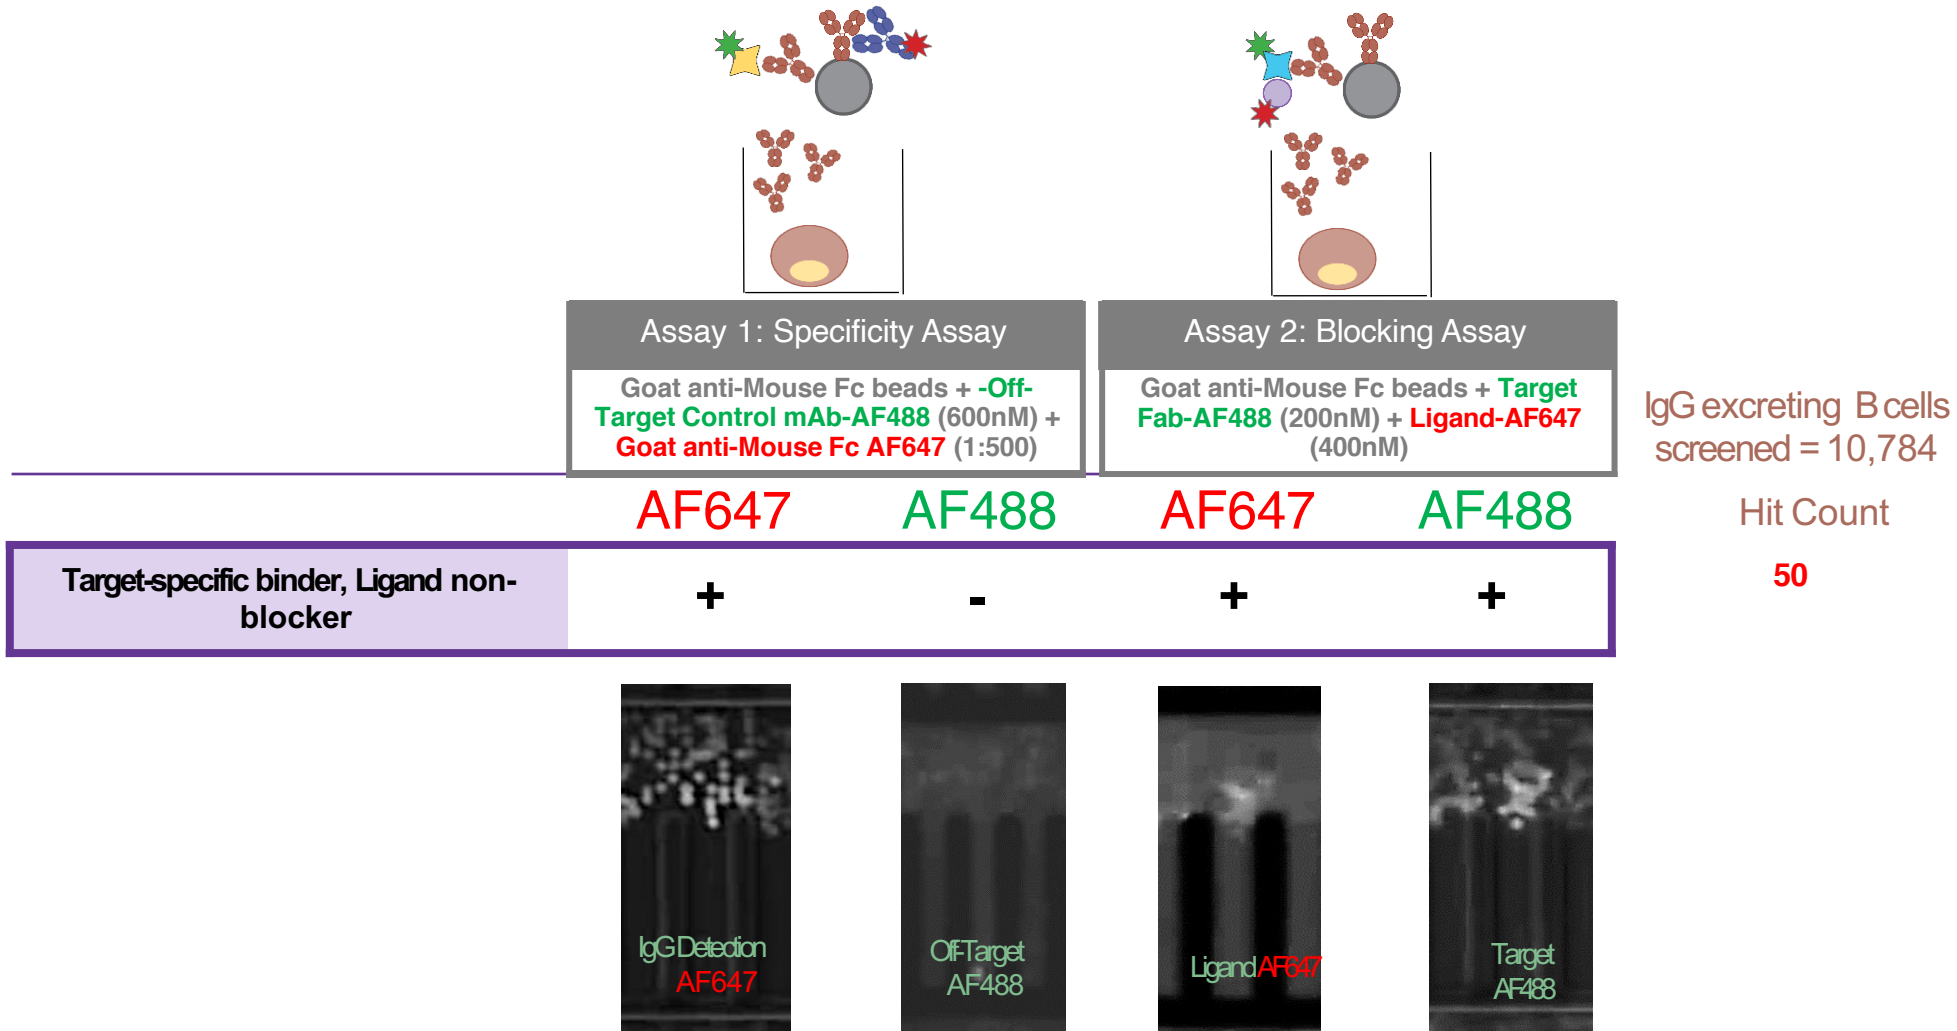 Assay 1: Specificity Assay
Goat anti-Mouse Fc beads + -Off-
Target Control mAb-AF488 (600nM) +
Goat anti-Mouse Fc AF647 (1:500)
Assay 2: Blocking Assay
Goat anti-Mouse Fc beads + Target
Fab-AF488 (200nM) + Ligand-AF647
(400nM)
IgG excreting B cells
screened = 10,784
AF647
AF488
AF647
AF488
Hit Count
Target-specific binder, Ligand non-
blocker
+
-
+
+
50
IgG Detection
AF647
Off-Target
AF488
Ligand AF647
Target
AF488